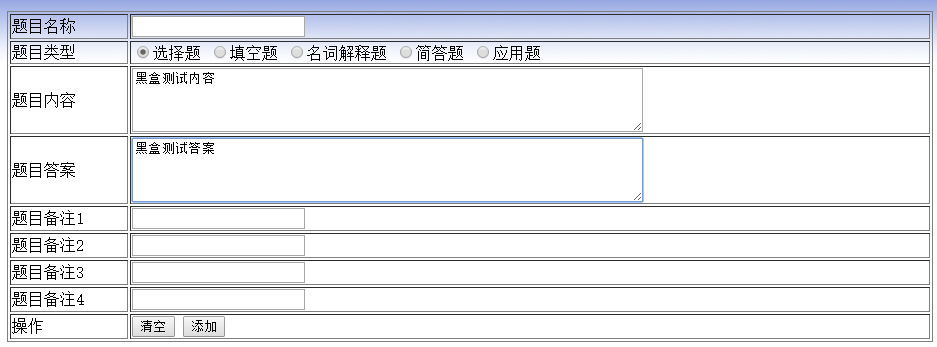 题目名称
题目类型 选择题 填空题 名词解释题 简答题 应用题
题目内容 黑盒测试内容
题目答案 黑盒测试答案
题目备注1
题目备注2
题目备注3
题目备注4
操作 清空 添加